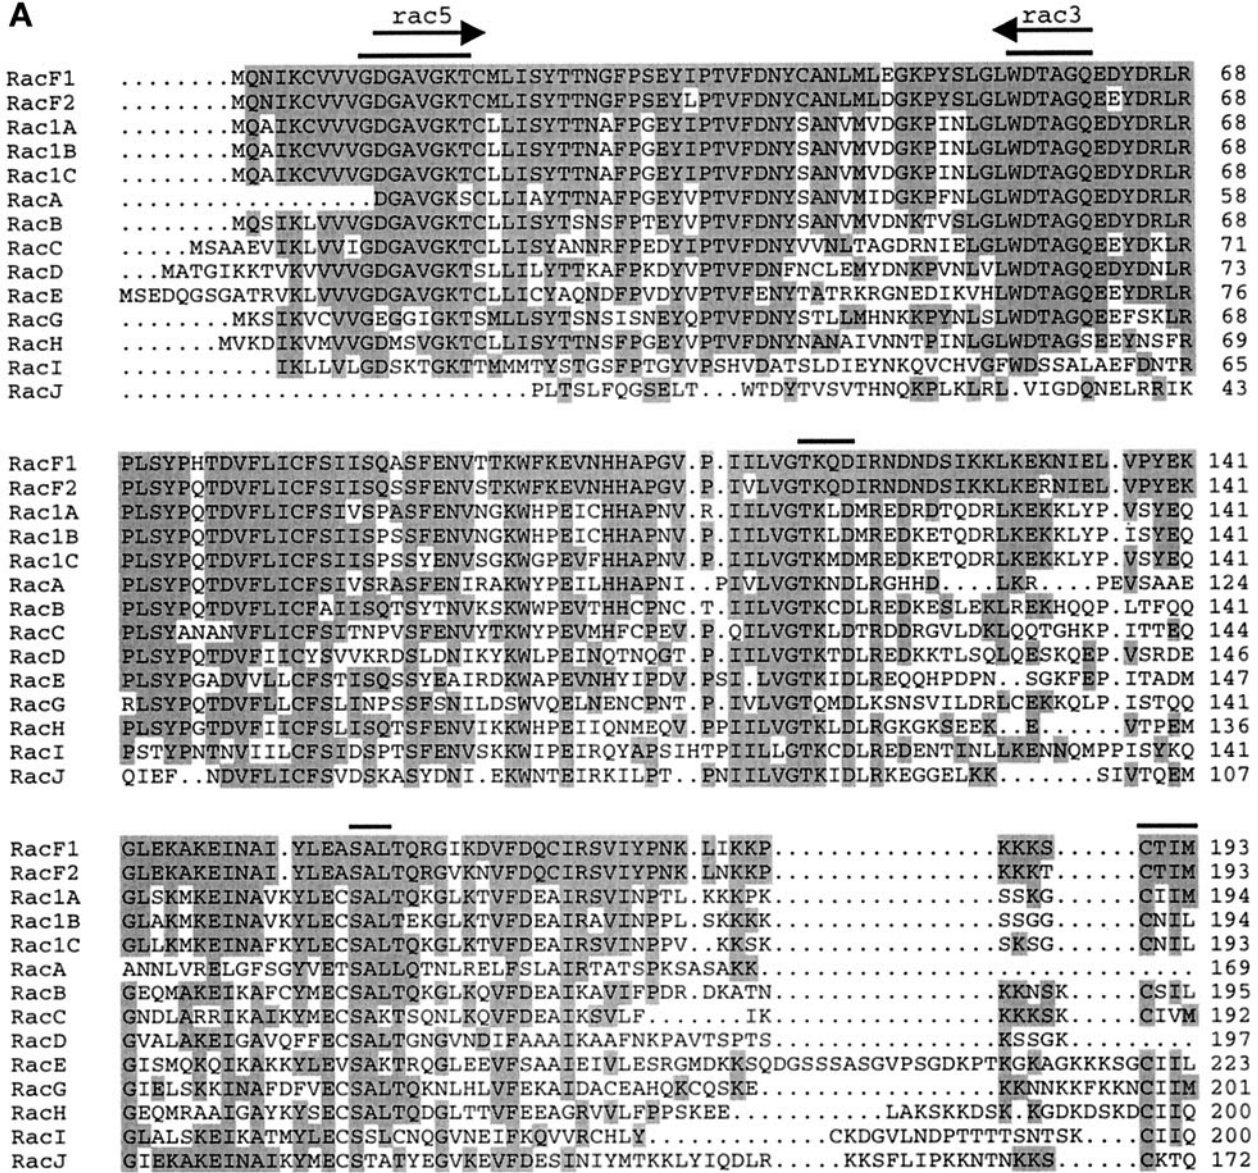 A
rac5 rac3
RacF1 ........MQNIKCVVVGDGAVGKTCMLISYTTNGFPSEYIPTVFDNYCANLMLEGKPYSLGLWDTAGQEDYDRLR 68
RacF2 ........MQNIKCVVVGDGAVGKTCMLISYTTNGFPSEYLPTVFDNYCANLMLDGKPYSLGLWDTAGQEEYDRLR 68
Rac1A ........MQAIKCVVVGDGAVGKTCLLISYTTNAFPGEYIPTVFDNYSANVMVDGKPINLGLWDTAGQEDYDRLR 68
Rac1B ........MQAIKCVVVGDGAVGKTCLLISYTTNAFPGEYIPTVFDNYSANVMVDGKPINLGLWDTAGQEDYDRLR 68
Rac1C ........MQAIKCVVVGDGAVGKTCLLISYTTNAFPGEYIPTVFDNYSANVMVDGKPINLGLWDTAGQEDYDRLR 68
RacA .................DGAVGKSCLLIAYTTNAFPGEYVPTVFDNYSANVMIDGKPFNLGLWDTAGQEDYDRLR 58
RacB ........MQSIKLVVVGDGAVGKTCLLISYTSNSFPTEYVPTVFDNYSANVMVDNKTVSLGLWDTAGQEDYDRLR 68
RacC .....MSAAEVIKLVVIGDGAVGKTCLLISYANNRFPEDYIPTVFDNYVVNLTAGDRNIELGLWDTAGQEEYDKLR 71
RacD ...MATGIKKTVKVVVVGDGAVGKTSLLILYTTKAFPKDYVPTVFDNFNCLEMYDNKPVNLVLWDTAGQEDYDNLR 73
RacE MSEDQGSGATRVKLVVVGDGAVGKTCLLICYAQNDFPVDYVPTVFENYTATRKRGNEDIKVHLWDTAGQEEYDRLR 76
RacG ........MKSIKVCVVGEGGIGKTSMLLSYTSNSISNEYQPTVFDNYSTLLMHNKKPYNLSLWDTAGQEEFSKLR 68
RacH .......MVKDIKVMVVGDMSVGKTCLLISYTTNSFPGEYVPTVFDNYNANAIVNNTPINLGLWDTAGSEEYNSFR 69
RacI ...........IKLLVLGDSKTGKTTMMMTYSTGSFPTGYVPSHVDATSLDIEYNKQVCHVGFWDSSALAEFDNTR 65
RacJ ............................PLTSLFQGSELT...WTDYTVSVTHNQKPLKLRL.VIGDQNELRRIK 43
RacF1 PLSYPHTDVFLICFSIISQASFENVTTKWFKEVNHHAPGV.P.IILVGTKQDIRNDNDSIKKLKEKNIEL.VPYEK 141
RacF2 PLSYPQTDVFLICFSIISQSSFENVSTKWFKEVNHHAPGV.P.IVLVGTKQDIRNDNDSIKKLKERNIEL.VPYEK 141
Rac1A PLSYPQTDVFLICFSIVSPASFENVNGKWHPEICHHAPNV.R.IILVGTKLDMREDRDTQDRLKEKKLYP.VSYEQ 141
Rac1B PLSYPQTDVFLICFSIISPSSFENVNGKWHPEICHHAPNV.P.IILVGTKLDMREDKETQDRLKEKKLYP.ISYEQ 141
Rac1C PLSYPQTDVFLICFSIISPSSYENVSGKWGPEVFHHAPNV.P.IILVGTKMDMREDKETQDRLKEKKLYP.VSYEQ 141
RacA PLSYPQTDVFLICFSIVSRASFENIRAKWYPEILHHAPNI..PIVLVGTKNDLRGHHD....LKR....PEVSAAE 124
RacB PLSYPQTDVFLICFAIISQTSYTNVKSKWWPEVTHHCPNC.T.IILVGTKCDLREDKESLEKLREKHQQP.LTFQQ 141
RacC PLSYANANVFLICFSITNPVSFENVYTKWYPEVMHFCPEV.P.QILVGTKLDTRDDRGVLDKLQQTGHKP.ITTEQ 144
RacD PLSYPQTDVFIICYSVVKRDSLDNIKYKWLPEINQTNQGT.P.IILVGTKTDLREDKKTLSQLQESKQEP.VSRDE 146
RacE PLSYPGADVVLLCFSTISQSSYEAIRDKWAPEVNHYIPDV.PSI.LVGTKIDLREQQHPDPN..SGKFEP.ITADM 147
RacG RLSYPQTDVFLLCFSLINPSSFSNILDSWVQELNENCPNT.P.IVLVGTQMDLKSNSVILDRLCEKKQLP.ISTQQ 141
RacH PLSYPGTDVFIICFSLISQTSFENVIKKWHPEIIQNMEQV.PPIILVGTKLDLRGKGKSEEK..E......VTPEM 136
RacI PSTYPNTNVIILCFSIDSPTSFENVSKKWIPEIRQYAPSIHTPIILLGTKCDLREDENTINLLKENNQMPPISYKQ 141
RacJ QIEF..NDVFLICFSVDSKASYDNI.EKWNTEIRKILPT..PNIILVGTKIDLRKEGGELKK.......SIVTQEM 107
RacF1 GLEKAKEINAI.YLEASALTQRGIKDVFDQCIRSVIYPNK.LIKKP................KKKS......CTIM 193
RacF2 GLEKAKEINAI.YLEASALTQRGVKNVFDQCIRSVIYPNK.LNKKP................KKKT......CTIM 193
Rac1A GLSKMKEINAVKYLECSALTQKGLKTVFDEAIRSVINPTL.KKKPK................SSKG......CIIM 194
Rac1B GLAKMKEINAVKYLECSALTEKGLKTVFDEAIRAVINPPL.SKKKK................SSGG......CNIL 194
Rac1C GLLKMKEINAFKYLECSALTQKGLKTVFDEAIRSVINPPV..KKSK................SKSG......CNIL 193
RacA ANNLVRELGFSGYVETSALLQTNLRELFSLAIRTATSPKSASAKK.............................. 169
RacB GEQMAKEIKAFCYMECSALTQKGLKQVFDEAIKAVIFPDR.DKATN................KKNSK.....CSIL 195
RacC GNDLARRIKAIKYMECSAKTSQNLKQVFDEAIKSVLF.......IK................KKKSK.....CIVM 192
RacD GVALAKEIGAVQFFECSALTGNGVNDIFAAAIKAAFNKPAVTSPTS................KSSGK......... 197
RacE GISMQKQIKAKKYLEVSAKTRQGLEEVFSAAIEIVLESRGMDKKSQDGSSSASGVPSGDKPTKGKAGKKKSGCIIL 223
RacG GIELSKKINAFDFVECSALTQKNLHLVFEKAIDACEAHQKCQSKE.................KKNNKKFKKNCIIM 201
RacH GEQMRAAIGAYKYSECSALTQDGLTTVFEEAGRVVLFPPSKEE...........LAKSKKDSK.KGDKDSKDCIIQ 200
RacI GLALSKEIKATMYLECSSLCNQGVNEIFKQVVRCHLY.............CKDGVLNDPTTTTTSNTSK....CIIQ 200
RacJ GIEKAKEINAIKYMECSTATYEGVKEVFDESINIYMTKKLYIQDLR.....KKSFLIPKKNTNKKS......CKTQ 172